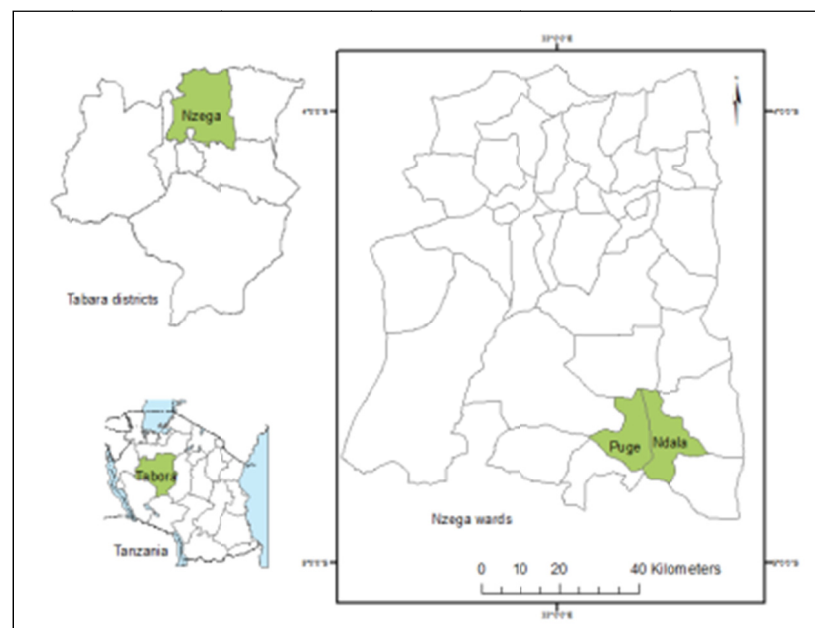 Nzega
Tabara districts
Tabora
Tanzania
Puge
Ndala
Nzega wards
0 10 20 40 Kilometers